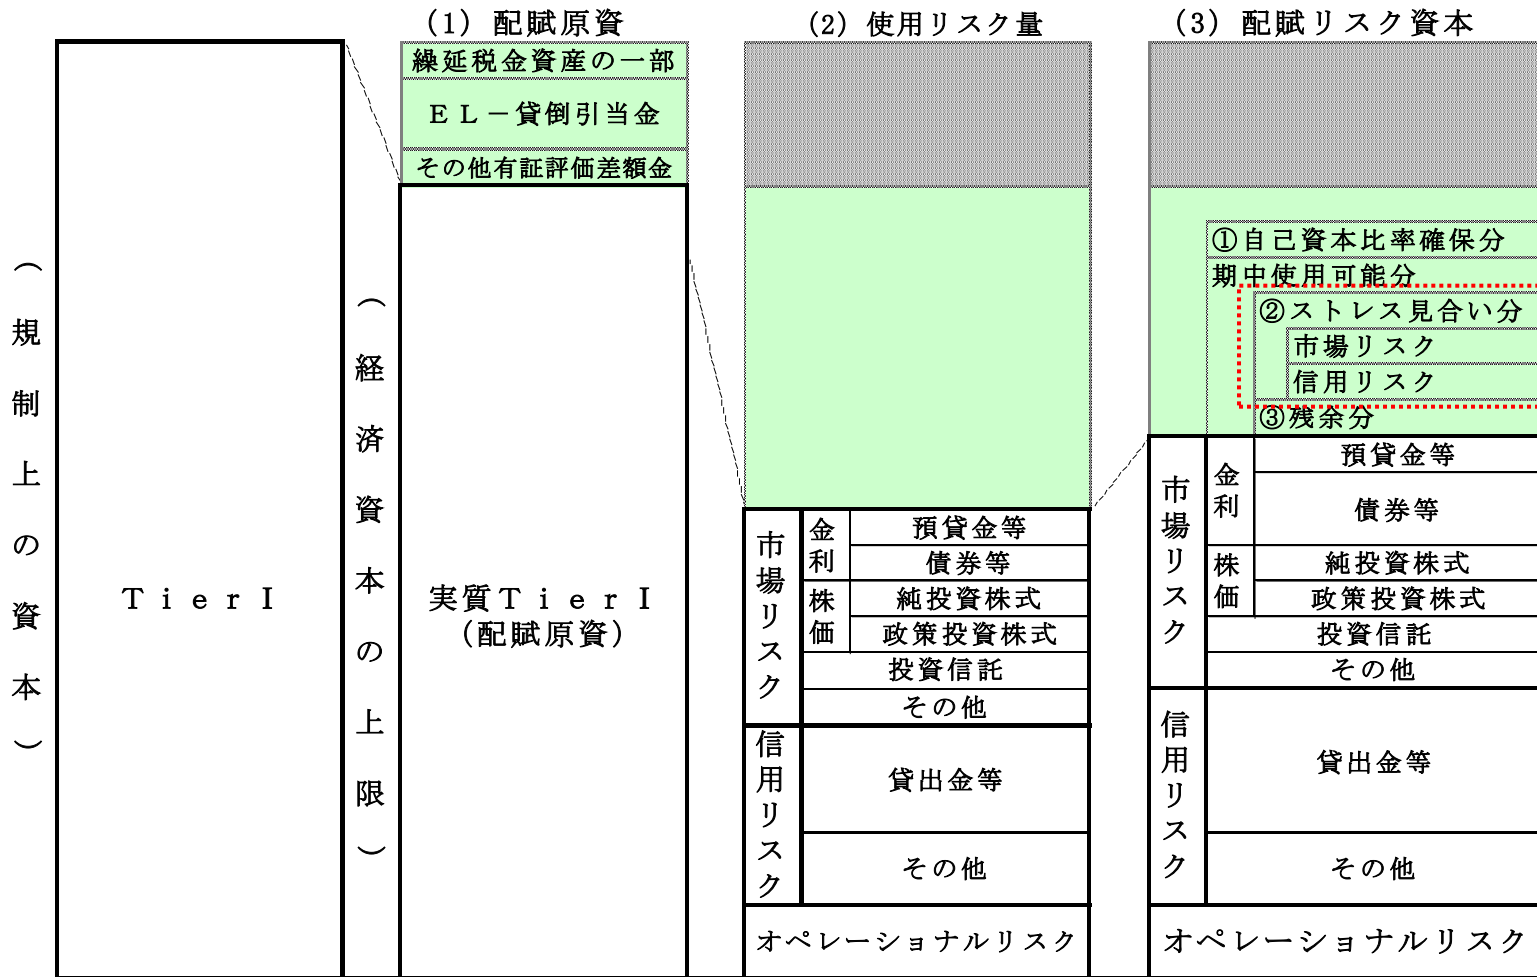 (1) 配賦原資
(2) 使用リスク量
(3) 配賦リスク資本
(規制上の資本)
TierⅠ
(経済資本の上限)
繰延税金資産の一部
EL-貸倒引当金
その他有証評価差額金
実質TierⅠ
(配賦原資)
市場リスク
金利
預貸金等
債券等
株価
純投資株式
政策投資株式
投資信託
その他
信用リスク
貸出金等
その他
オペレーショナルリスク
①自己資本比率確保分
期中使用可能分
②ストレス見合い分
市場リスク
信用リスク
③残余分
市場リスク
金利
預貸金等
債券等
株価
純投資株式
政策投資株式
投資信託
その他
信用リスク
貸出金等
その他
オペレーショナルリスク